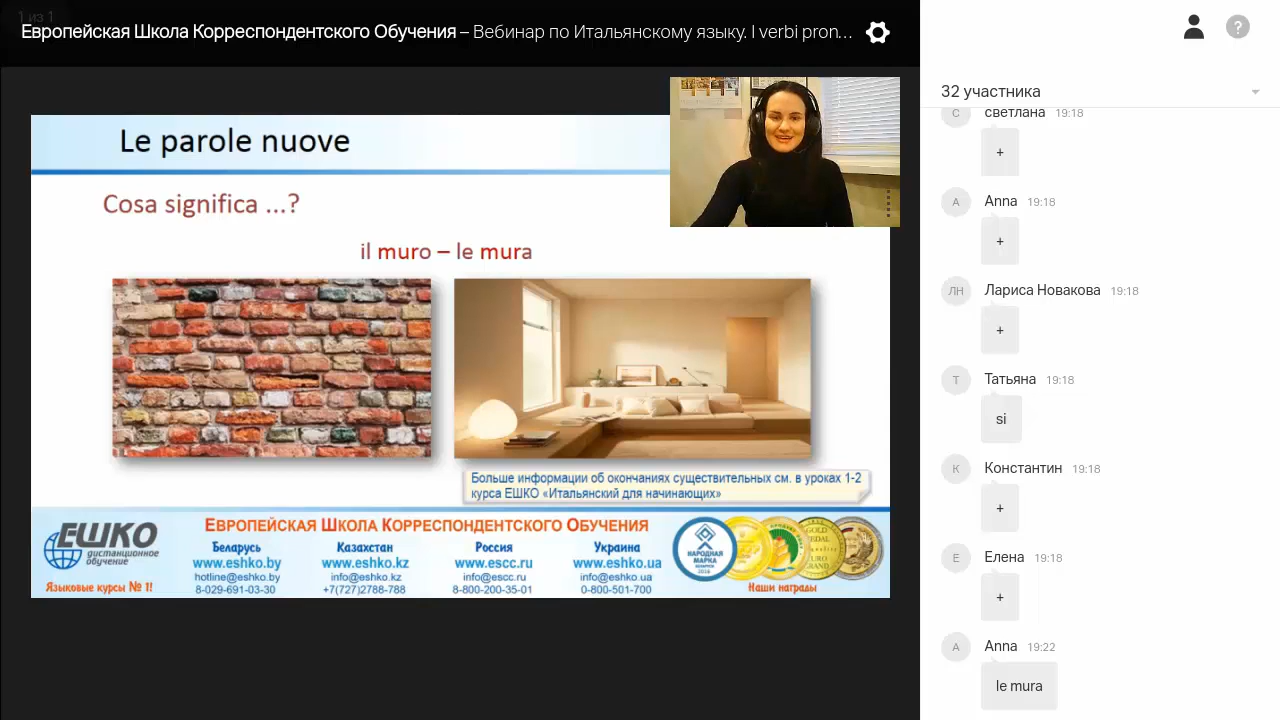 1 из 1
Европейская Школа Корреспондентского Обучения – Вебинар по Итальянскому языку. I verbi pron…
Le parole nuove
Cosa significa ...?
il muro – le mura
Больше информации об окончаниях существительных см. в уроках 1-2
курса ЕШКО «Итальянский для начинающих»
ЕШКО
дистанционное
обучение
Языковые курсы № 1!
ЕВРОПЕЙСКАЯ ШКОЛА КОРРЕСПОНДЕНТСКОГО ОБУЧЕНИЯ
Беларусь
www.eshko.by
hotline@eshko.by
8-029-691-03-30
Казахстан
www.eshko.kz
info@eshko.kz
+7(727)2788-788
Россия
www.escc.ru
info@escc.ru
8-800-200-35-01
Украина
www.eshko.ua
info@eshko.ua
0-800-501-700
НАРОДНАЯ
МАРКА
GOLD
MEDAL
Наши награды
32 участника
С
светлана 19:18
+
A
Anna 19:18
+
ЛН
Лариса Новакова 19:18
+
Т
Татьяна 19:18
si
К
Константин 19:18
+
Е
Елена 19:18
+
A
Anna 19:22
le mura